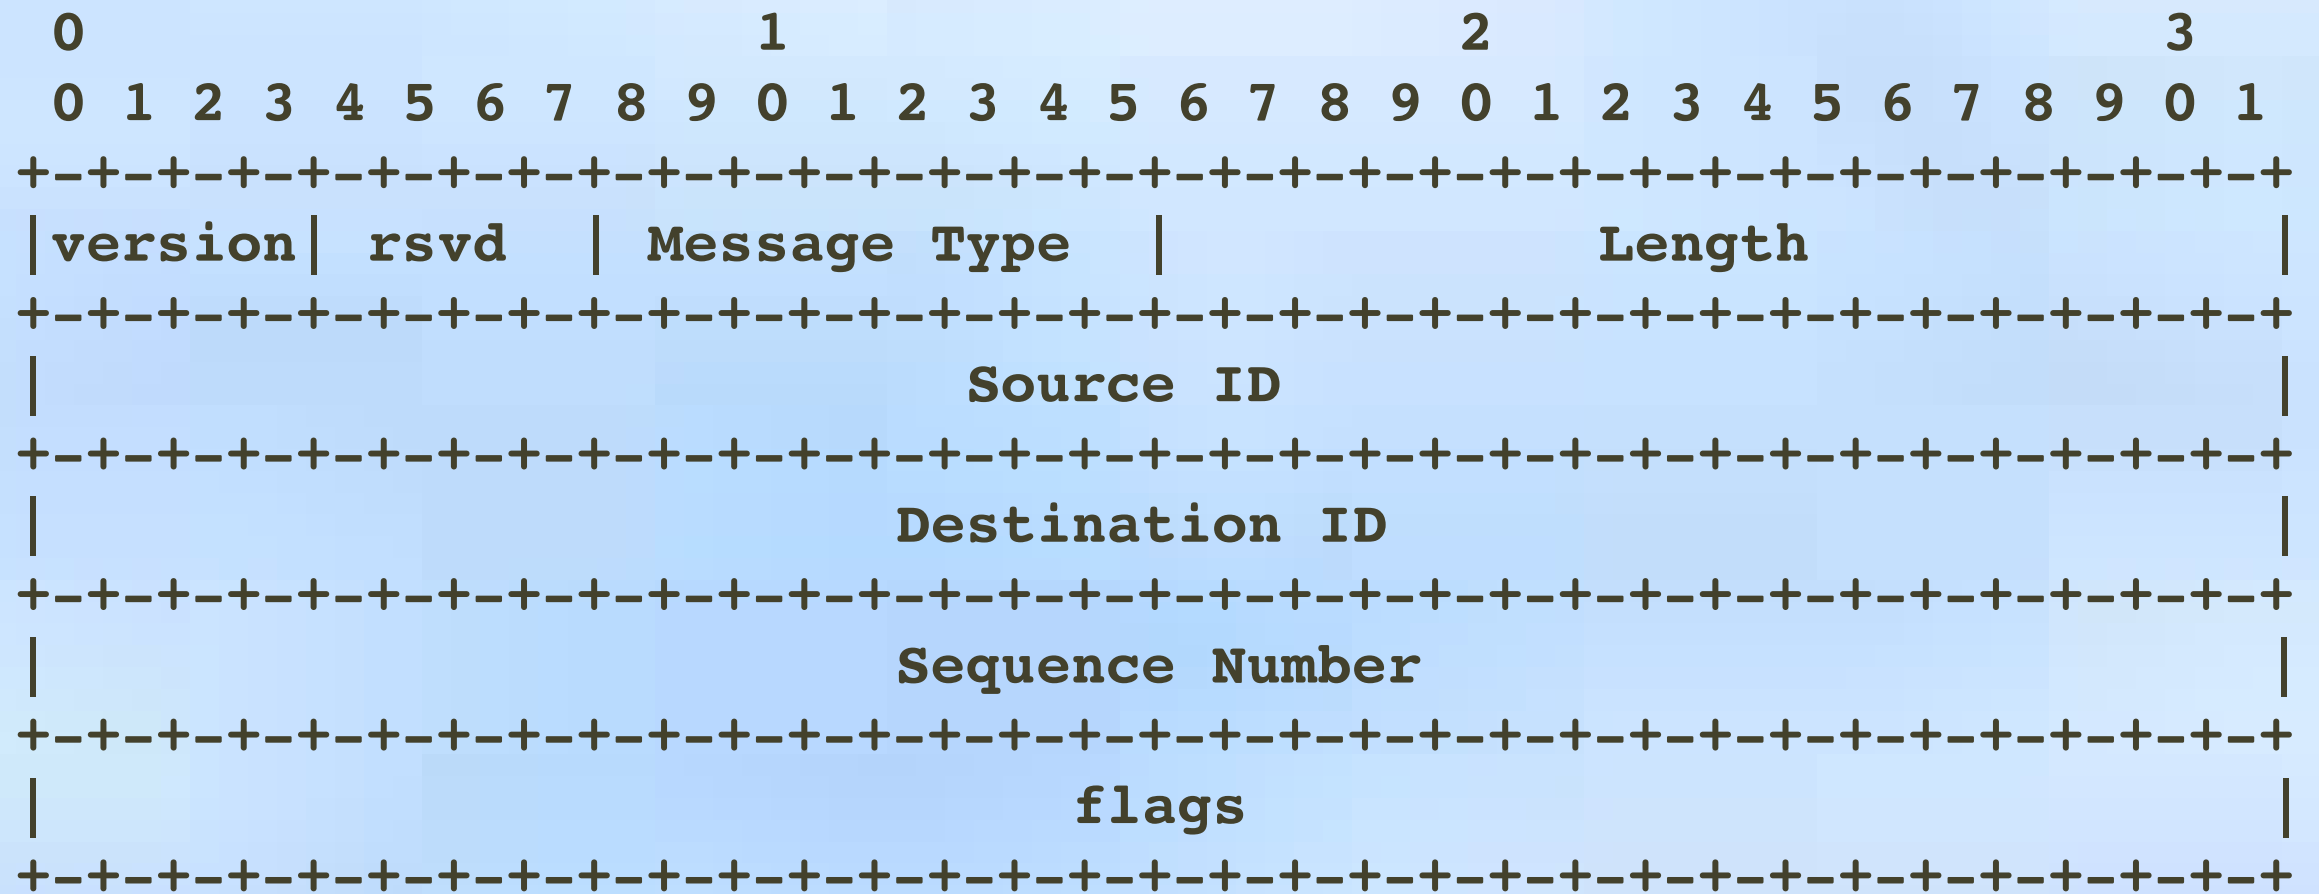 0                   1                   2                   3
 0 1 2 3 4 5 6 7 8 9 0 1 2 3 4 5 6 7 8 9 0 1 2 3 4 5 6 7 8 9 0 1
+-+-+-+-+-+-+-+-+-+-+-+-+-+-+-+-+-+-+-+-+-+-+-+-+-+-+-+-+-+-+-+-+
|version|  rsvd  | Message Type  |            Length             |
+-+-+-+-+-+-+-+-+-+-+-+-+-+-+-+-+-+-+-+-+-+-+-+-+-+-+-+-+-+-+-+-+
|                          Source ID                            |
+-+-+-+-+-+-+-+-+-+-+-+-+-+-+-+-+-+-+-+-+-+-+-+-+-+-+-+-+-+-+-+-+
|                        Destination ID                         |
+-+-+-+-+-+-+-+-+-+-+-+-+-+-+-+-+-+-+-+-+-+-+-+-+-+-+-+-+-+-+-+-+
|                        Sequence Number                        |
+-+-+-+-+-+-+-+-+-+-+-+-+-+-+-+-+-+-+-+-+-+-+-+-+-+-+-+-+-+-+-+-+
|                             flags                             |
+-+-+-+-+-+-+-+-+-+-+-+-+-+-+-+-+-+-+-+-+-+-+-+-+-+-+-+-+-+-+-+-+